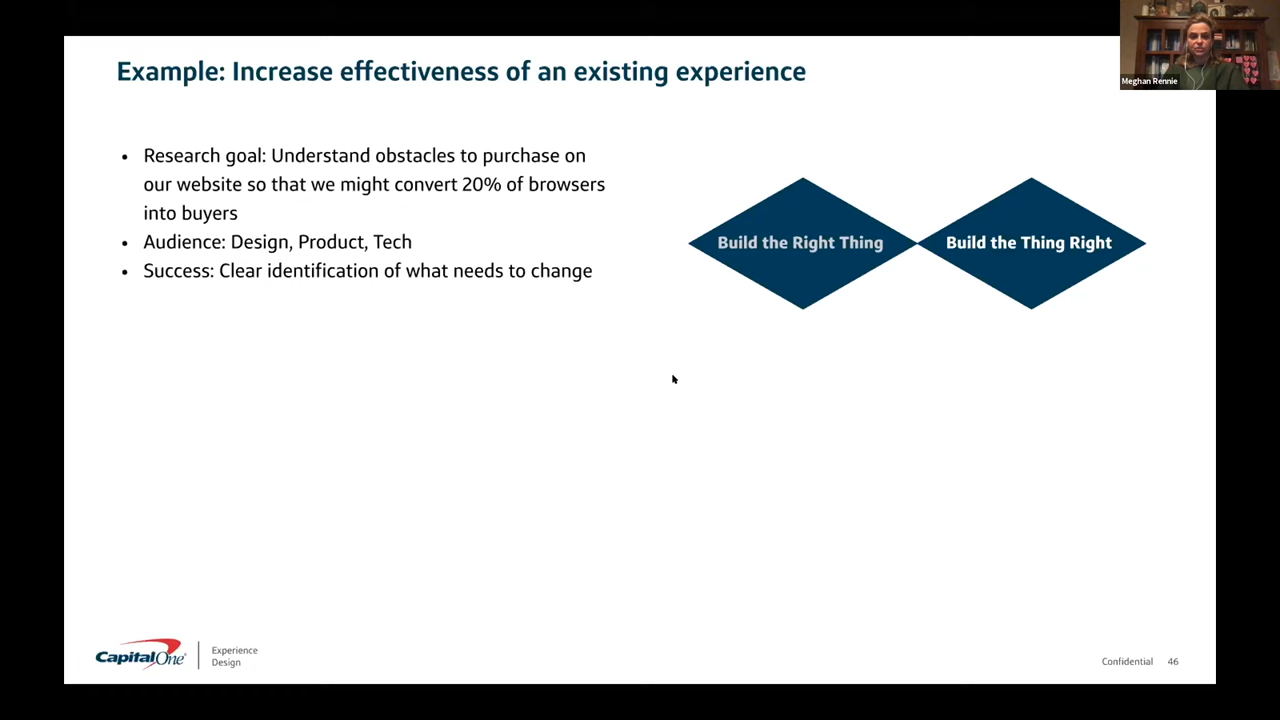 Example: Increase effectiveness of an existing experience
Meghan Rennie
• Research goal: Understand obstacles to purchase on
our website so that we might convert 20% of browsers
into buyers
• Audience: Design, Product, Tech
• Success: Clear identification of what needs to change
Build the Right Thing
Build the Thing Right
Capital One
Experience
Design
Confidential 46